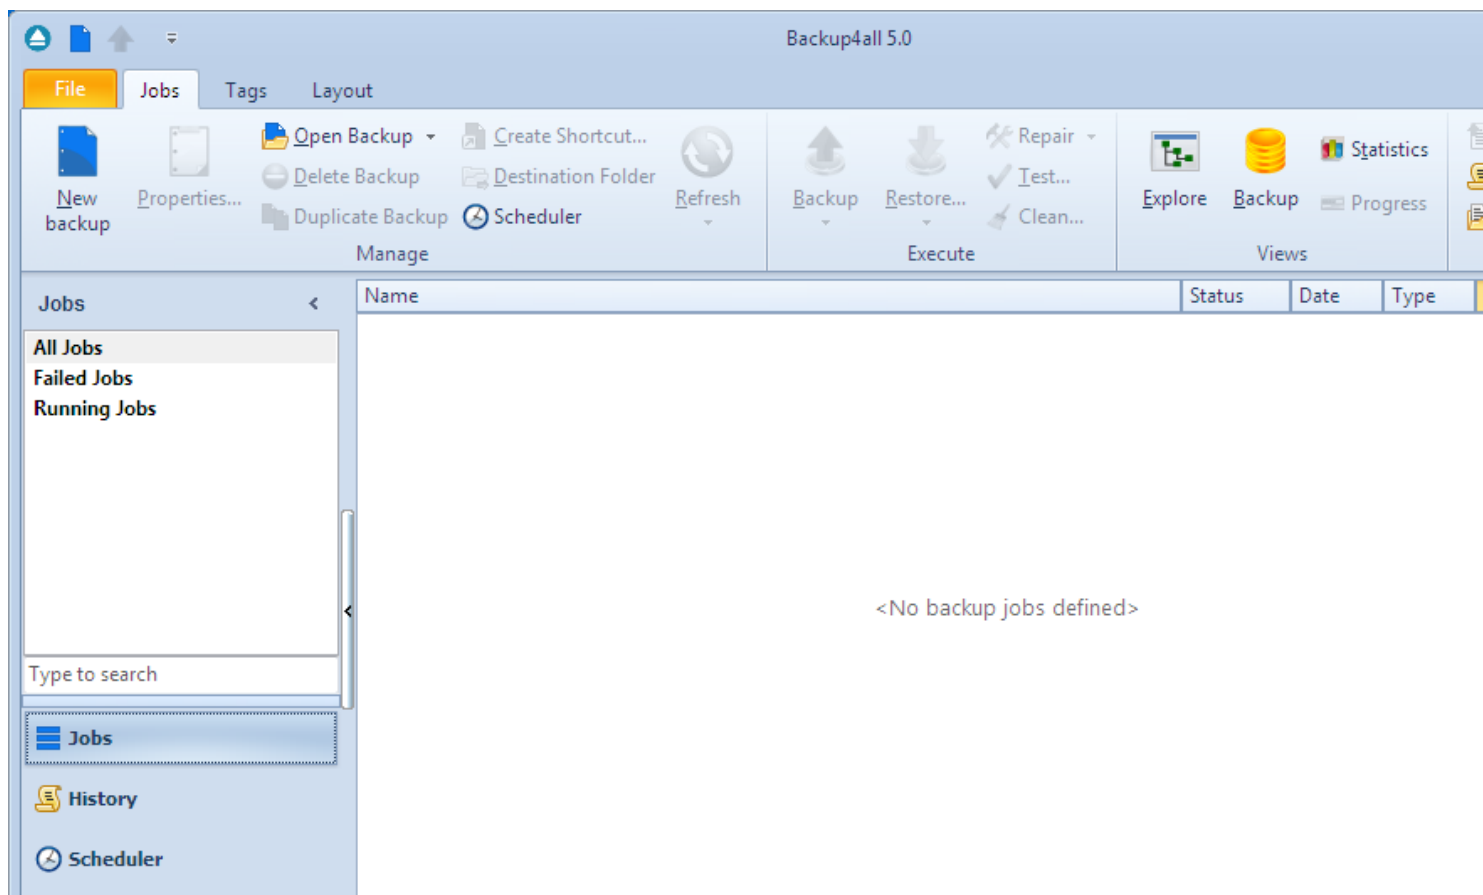 Backup4all 5.0
File Jobs Tags Layout
New backup
Properties...
Open Backup
Delete Backup
Duplicate Backup
Create Shortcut...
Destination Folder
Scheduler
Refresh
Manage
Backup
Restore...
Repair
Test...
Clean...
Execute
Explore
Backup
Statistics
Progress
Views
Jobs
All Jobs
Failed Jobs
Running Jobs
Type to search
Jobs
History
Scheduler
Name Status Date Type
<No backup jobs defined>